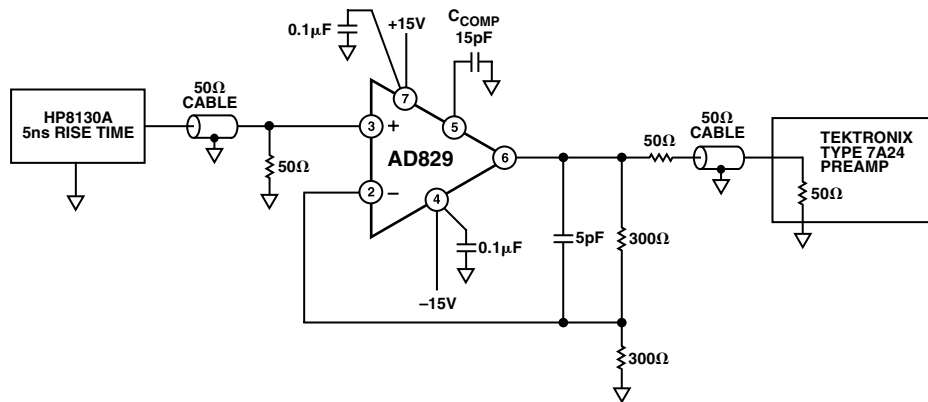 0.1µF
+15V
CCOMP
15pF
50Ω
CABLE
HP8130A
5ns RISE TIME
50Ω
3
+
7
5
AD829
6
2
–
4
0.1µF
–15V
5pF
300Ω
300Ω
50Ω
50Ω
CABLE
TEKTRONIX
TYPE 7A24
PREAMP
50Ω